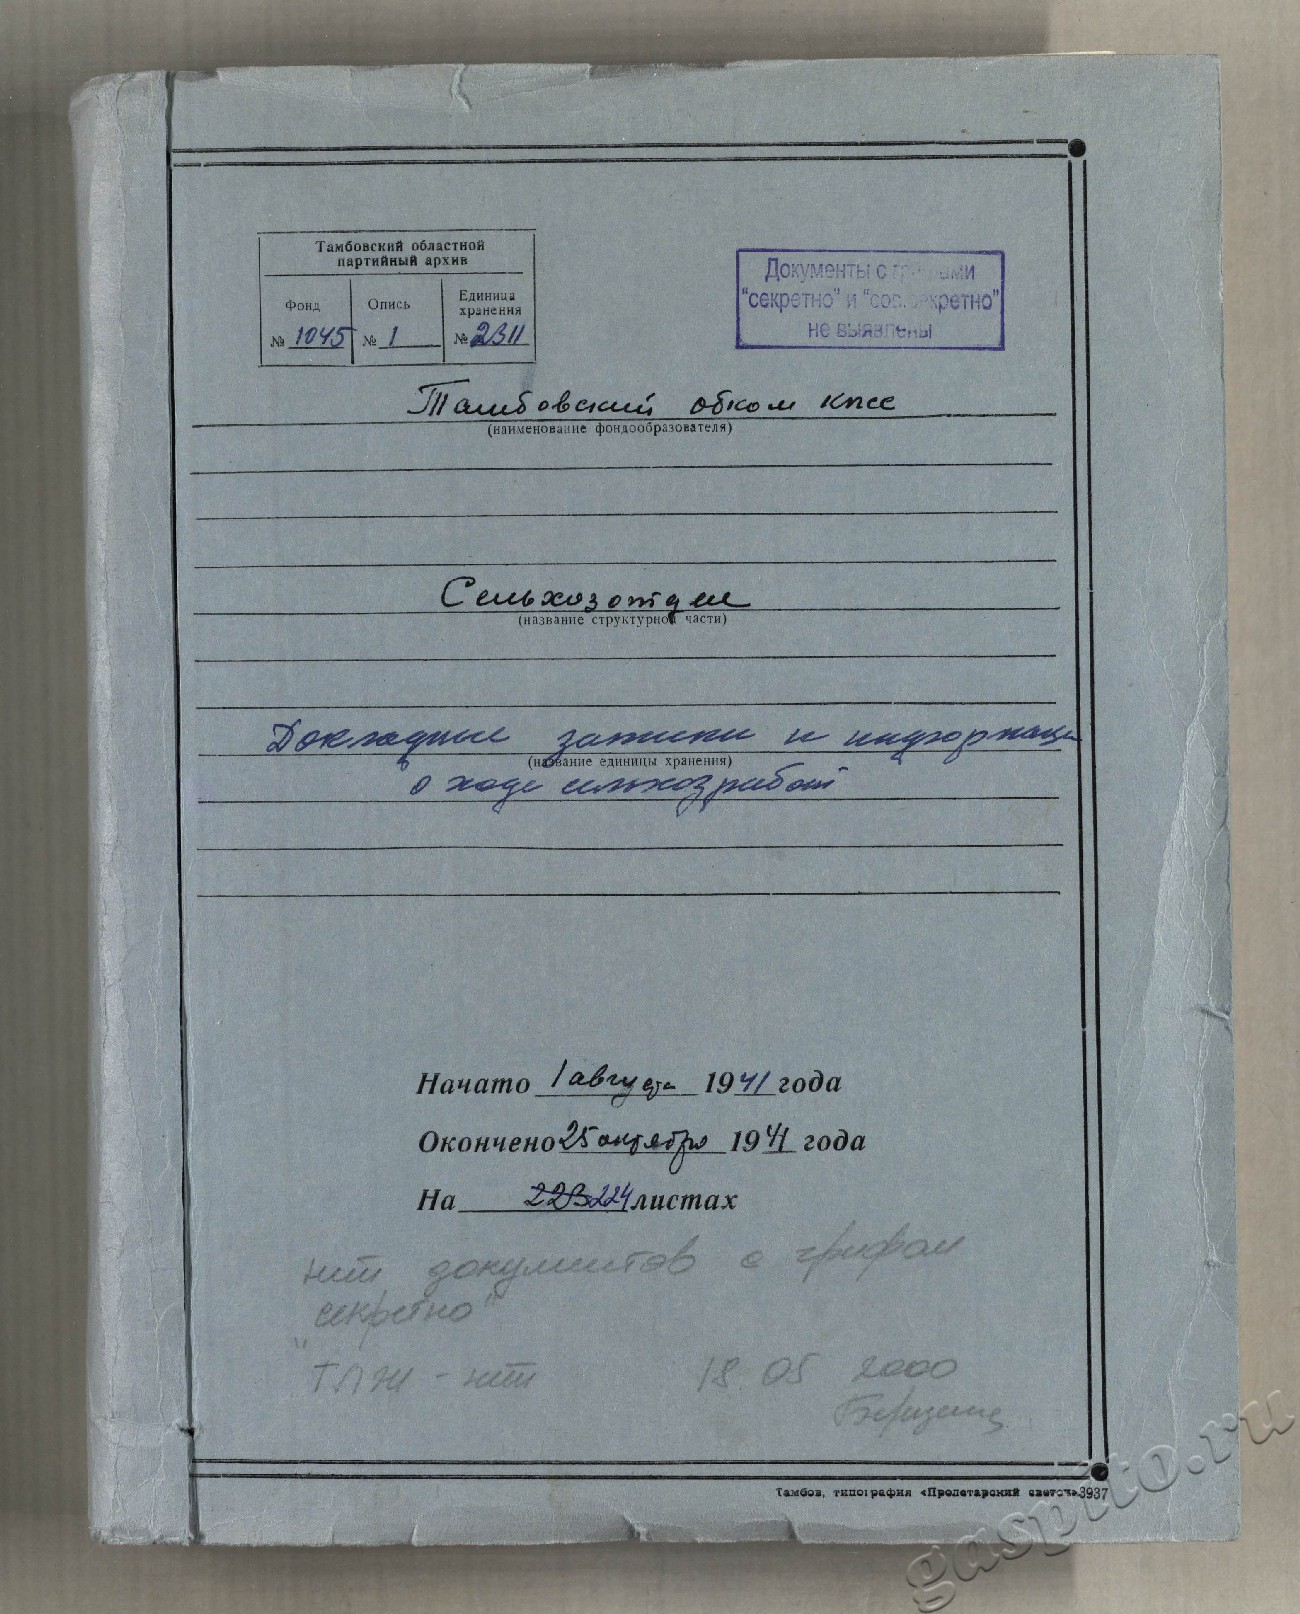 Тамбовский областной
партийный архив
Фонд
Опись
Единица
хранения
№ 1045
№ 1
№ 2311
Документы с грифами
"секретно" и "сов.секретно"
не выявлены
Тамбовский обком КПСС
(наименование фондообразователя)
Сельхозотдел
(название структурной части)
Докладные записки и информации
(название единицы хранения)
о ходе сельхозработ
Начато 1 августа 1941 года
Окончено 25 октября 1941 года
На 223 224 листах
нет документов с грифом
"секретно"
- нет 18 05 2000
Тамбов, типография «Пролетарский светоч» 3937
gaspito.ru